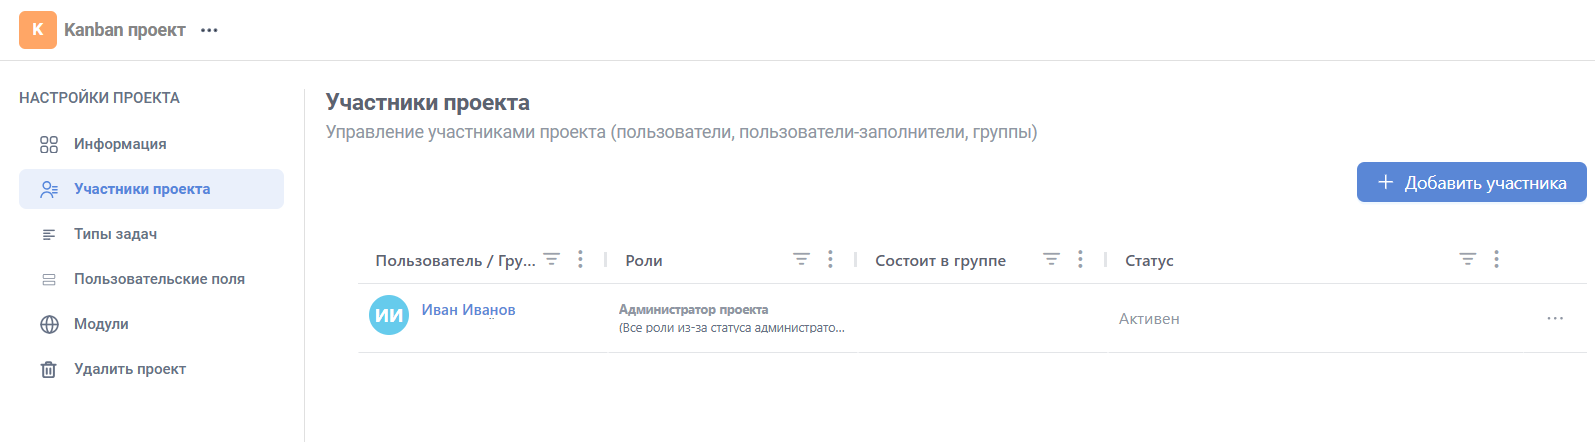 K Kanban проект ...
НАСТРОЙКИ ПРОЕКТА
Информация
Участники проекта
Типы задач
Пользовательские поля
Модули
Удалить проект
Участники проекта
Управление участниками проекта (пользователи, пользователи-заполнители, группы)
+ Добавить участника
Пользователь / Гру... Роли Состоит в группе Статус
ИИ Иван Иванов Администратор проекта Активен ...
(Все роли из-за статуса администрато...